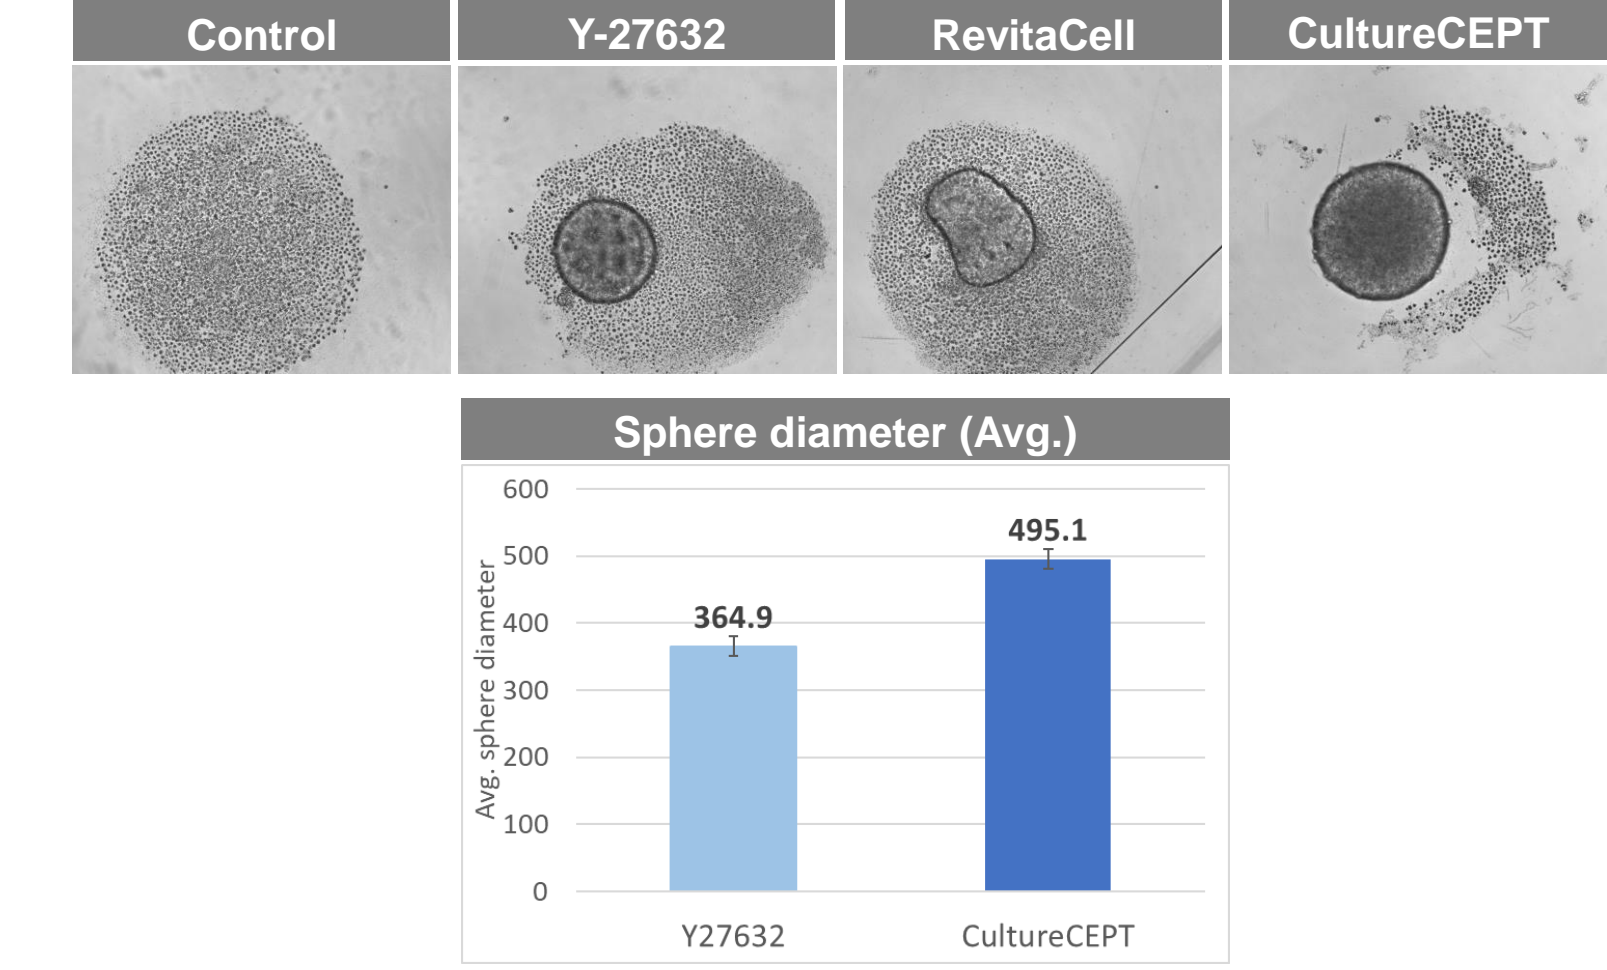 Control
Y-27632
RevitaCell
CultureCEPT
Sphere diameter (Avg.)
Avg. sphere diameter
600
500
400
300
200
100
0
364.9
495.1
Y27632
CultureCEPT